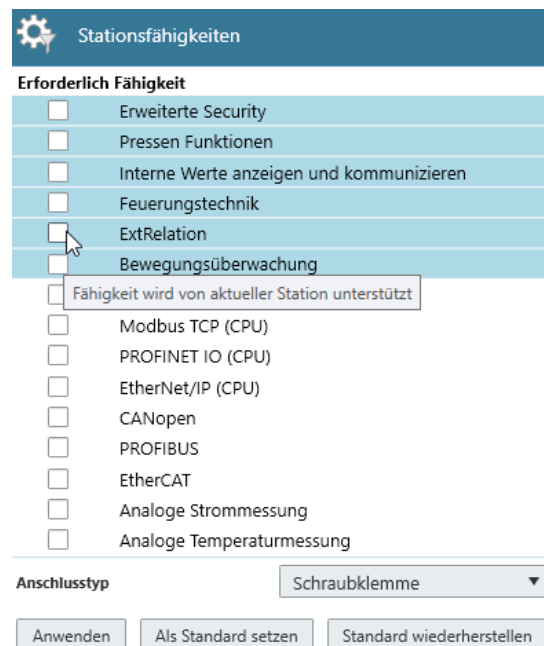 Stationsfähigkeiten
Erforderlich Fähigkeit
Erweiterte Security
Pressen Funktionen
Interne Werte anzeigen und kommunizieren
Feuerungstechnik
ExtRelation
Bewegungsüberwachung
Fähigkeit wird von aktueller Station unterstützt
Modbus TCP (CPU)
PROFINET IO (CPU)
EtherNet/IP (CPU)
CANopen
PROFIBUS
EtherCAT
Analoge Strommessung
Analoge Temperaturmessung
Anschlusstyp Schraubklemme
Anwenden Als Standard setzen Standard wiederherstellen